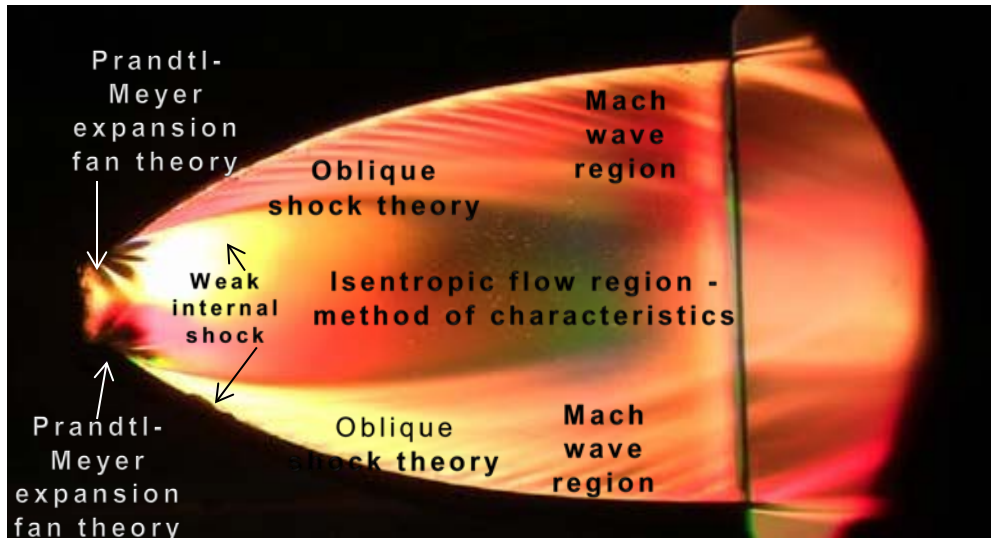 Prandtl-
Meyer
expansion
fan theory
Mach
wave
region
Oblique
shock theory
Weak
internal
shock
Isentropic flow region -
method of characteristics
Prandtl-
Meyer
expansion
fan theory
Oblique
shock theory
Mach
wave
region